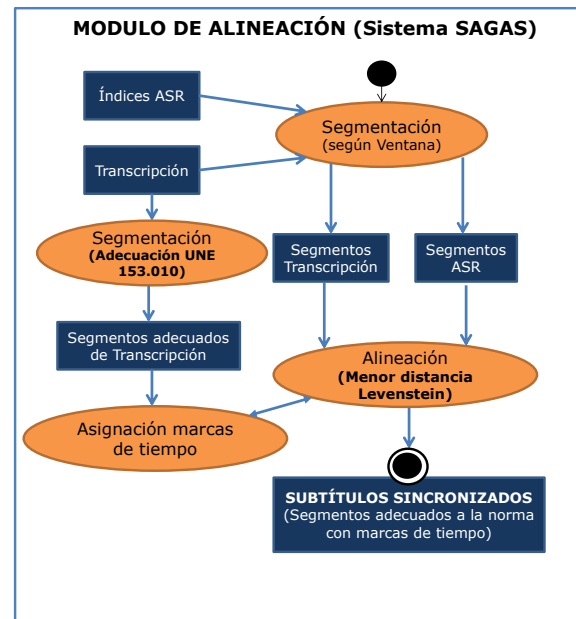 MODULO DE ALINEACIÓN (Sistema SAGAS)
Índices ASR
Segmentación
(según Ventana)
Transcripción
Segmentación
(Adecuación UNE
153.010)
Segmentos
Transcripción
Segmentos
ASR
Segmentos adecuados
de Transcripción
Alineación
(Menor distancia
Levenstein)
Asignación marcas
de tiempo
SUBTÍTULOS SINCRONIZADOS
(Segmentos adecuados a la norma
con marcas de tiempo)